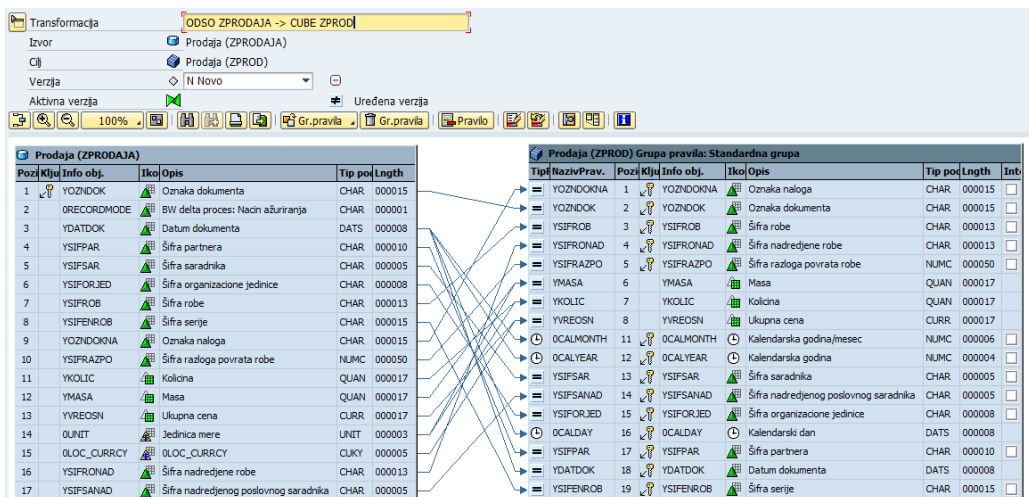 Transformacija ODSO ZPRODAJA -> CUBE ZPROD
Izvor Prodaja (ZPRODAJA)
Cilj Prodaja (ZPROD)
Verzija N Novo
Aktivna verzija Uređena verzija
100% Gr.pravila Gr.pravila Pravilo
Prodaja (ZPRODAJA)
Pozi Klju Info obj. Iko Opis Tip poc Lngth
1 YOZNDOK Oznaka dokumenta CHAR 000015
2 0RECORDMODE BW delta proces: Nacin ažuriranja CHAR 000001
3 YDATDOK Datum dokumenta DATS 000008
4 YSIFPAR Šifra partnera CHAR 000010
5 YSIFSAR Šifra saradnika CHAR 000005
6 YSIFORJED Šifra organizacione jedinice CHAR 000008
7 YSIFROB Šifra robe CHAR 000013
8 YSIFENROB Šifra serije CHAR 000015
9 YOZNDOKNA Oznaka naloga CHAR 000015
10 YSIFRAZPO Šifra razloga povrata robe NUMC 000050
11 YKOLIC Kolicina QUAN 000017
12 YMASA Masa QUAN 000017
13 YVREOSN Ukupna cena CURR 000017
14 0UNIT Jedinica mere UNIT 000003
15 0LOC_CURRCY 0LOC_CURRCY CUKY 000005
16 YSIFRONAD Šifra nadredjene robe CHAR 000013
17 YSIFSANAD Šifra nadredjenog poslovnog saradnika CHAR 000005
Prodaja (ZPROD) Grupa pravila: Standardna grupa
TipF NazivPrav. Pozi Klju Info obj. Iko Opis Tip poc Lngth Inte
YOZNDOKNA 1 YOZNDOKNA Oznaka naloga CHAR 000015
YOZNDOK 2 YOZNDOK Oznaka dokumenta CHAR 000015
YSIFROB 3 YSIFROB Šifra robe CHAR 000013
YSIFRONAD 4 YSIFRONAD Šifra nadredjene robe CHAR 000013
YSIFRAZPO 5 YSIFRAZPO Šifra razloga povrata robe NUMC 000050
YMASA 6 YMASA Masa QUAN 000017
YKOLIC 7 YKOLIC Kolicina QUAN 000017
YVREOSN 8 YVREOSN Ukupna cena CURR 000017
0CALMONTH 11 0CALMONTH Kalendarska godina/mesec NUMC 000006
0CALYEAR 12 0CALYEAR Kalendarska godina NUMC 000004
YSIFSAR 13 YSIFSAR Šifra saradnika CHAR 000005
YSIFSANAD 14 YSIFSANAD Šifra nadredjenog poslovnog saradnika CHAR 000005
YSIFORJED 15 YSIFORJED Šifra organizacione jedinice CHAR 000008
0CALDAY 16 0CALDAY Kalendarski dan DATS 000008
YSIFPAR 17 YSIFPAR Šifra partnera CHAR 000010
YDATDOK 18 YDATDOK Datum dokumenta DATS 000008
YSIFENROB 19 YSIFENROB Šifra serije CHAR 000015